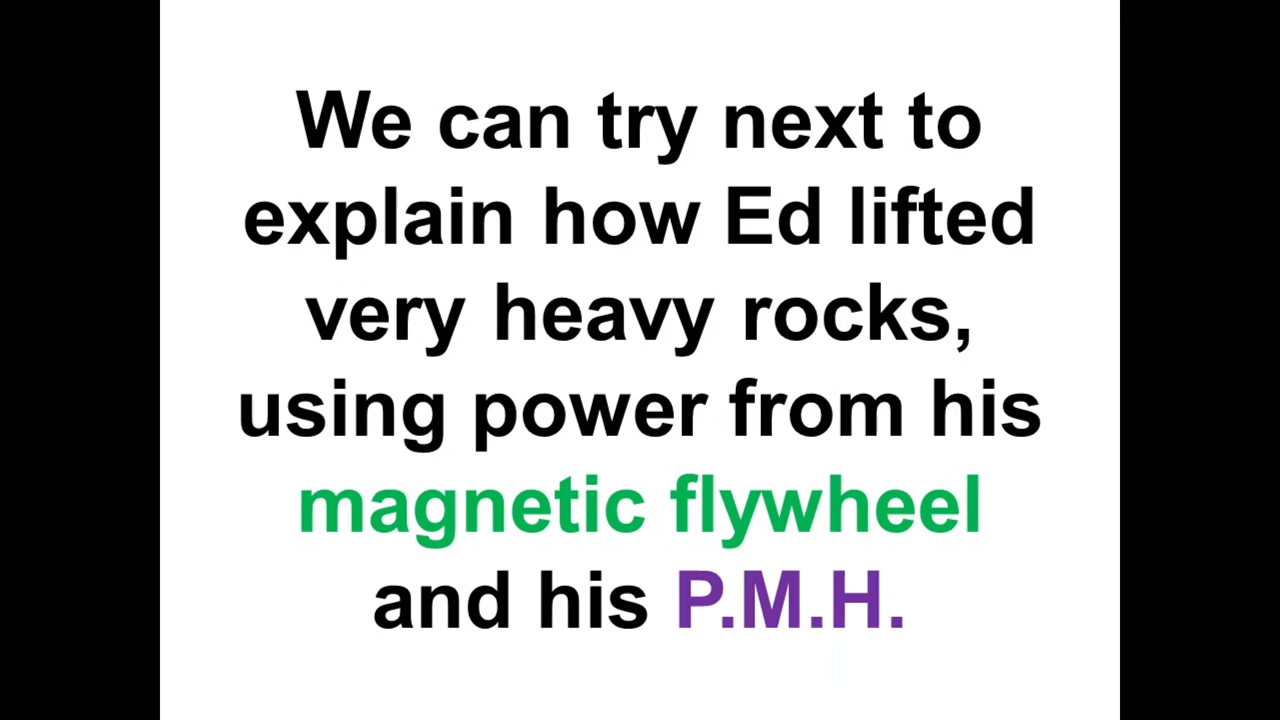 We can try next to
explain how Ed lifted
very heavy rocks,
using power from his
magnetic flywheel
and his P.M.H.